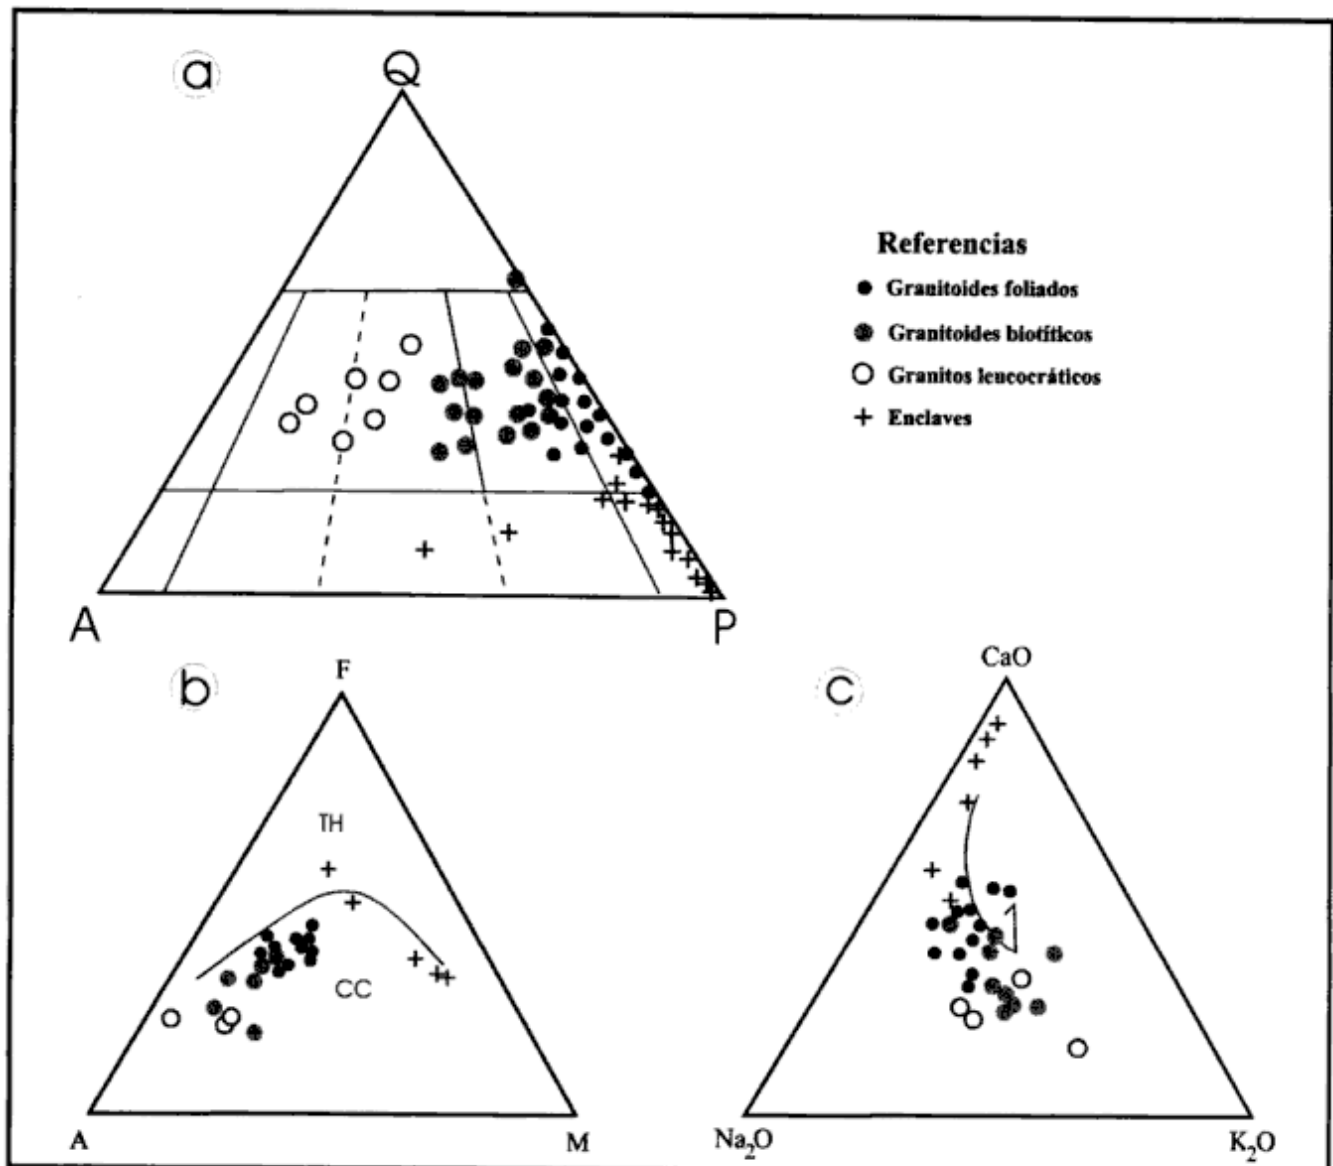 a
Q
Referencias
Granitoides foliados
Granitoides biotíticos
Granitos leucocráticos
Enclaves
A
P
b
F
TH
CC
A
M
c
CaO
Na₂O
K₂O